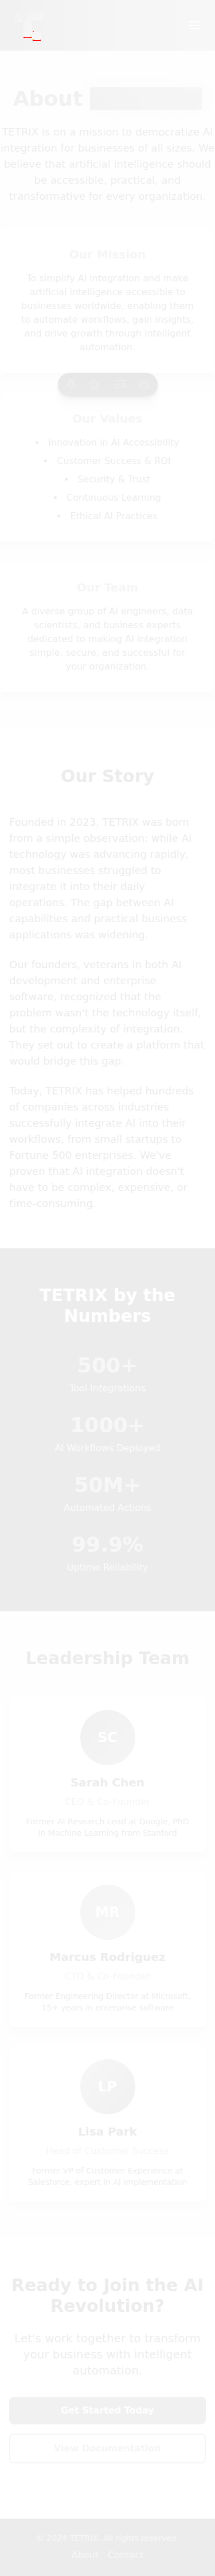 About
TETRIX is on a mission to democratize AI
integration for businesses of all sizes. We
believe that artificial intelligence should
be accessible, practical, and
transformative for every organization.
Our Mission
To simplify AI integration and make
artificial intelligence accessible to
businesses worldwide, enabling them
to automate workflows, gain insights,
and drive growth through intelligent
automation.
Our Values
• Innovation in AI Accessibility
• Customer Success & ROI
• Security & Trust
• Continuous Learning
• Ethical AI Practices
Our Team
A diverse group of AI engineers, data
scientists, and business experts
dedicated to making AI integration
simple, secure, and successful for
your organization.
Our Story
Founded in 2023, TETRIX was born
from a simple observation: while AI
technology was advancing rapidly,
most businesses struggled to
integrate it into their daily
operations. The gap between AI
capabilities and practical business
applications was widening.
Our founders, veterans in both AI
development and enterprise
software, recognized that the
problem wasn't the technology itself,
but the complexity of integration.
They set out to create a platform that
would bridge this gap.
Today, TETRIX has helped hundreds
of companies across industries
successfully integrate AI into their
workflows, from small startups to
Fortune 500 enterprises. We've
proven that AI integration doesn't
have to be complex, expensive, or
time-consuming.
TETRIX by the
Numbers
500+
Tool Integrations
1000+
AI Workflows Deployed
50M+
Automated Actions
99.9%
Uptime Reliability
Leadership Team
SC
Sarah Chen
CEO & Co-Founder
Former AI Research Lead at Google, PhD
in Machine Learning from Stanford
MR
Marcus Rodriguez
CTO & Co-Founder
Former Engineering Director at Microsoft,
15+ years in enterprise software
LP
Lisa Park
Head of Customer Success
Former VP of Customer Experience at
Salesforce, expert in AI implementation
Ready to Join the AI
Revolution?
Let's work together to transform
your business with intelligent
automation.
Get Started Today
View Documentation
TETRIX. All rights reserved.
About Contact